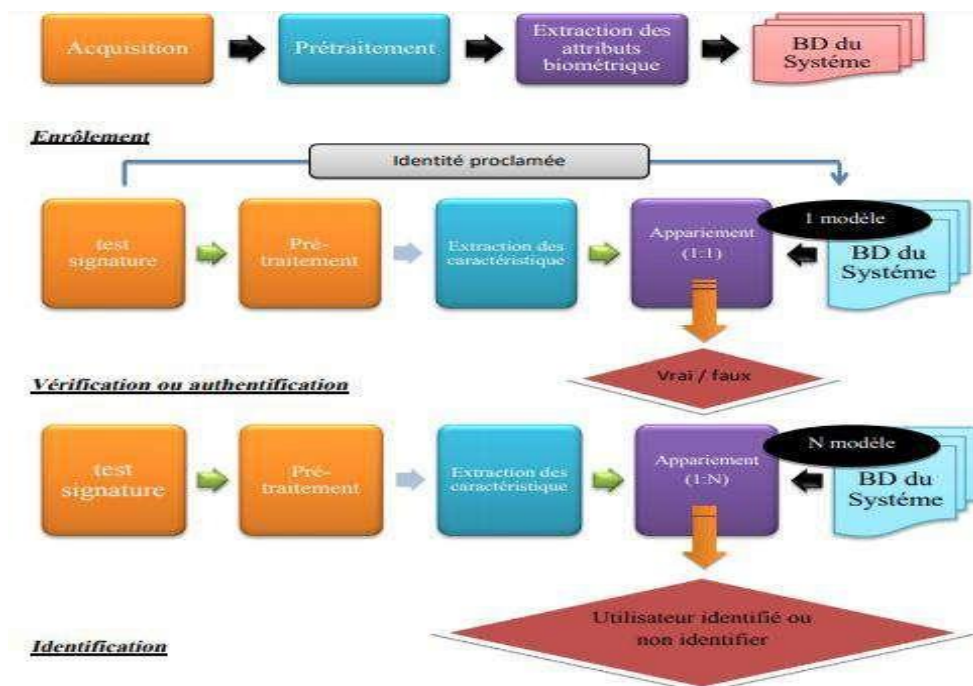 Acquisition
Prétraitement
Extraction des
attributs
biométrique
BD du
Systéme
Enrôlement
Identité proclamée
test
signature
Pré-
traitement
Extraction des
caractéristique
Appariement
(1:1)
1 modèle
BD du
Systéme
Vrai / faux
Vérification ou authentification
test
signature
Pré-
traitement
Extraction des
caractéristique
Appariement
(1:N)
N modèle
BD du
Systéme
Utilisateur identifié ou
non identifier
Identification